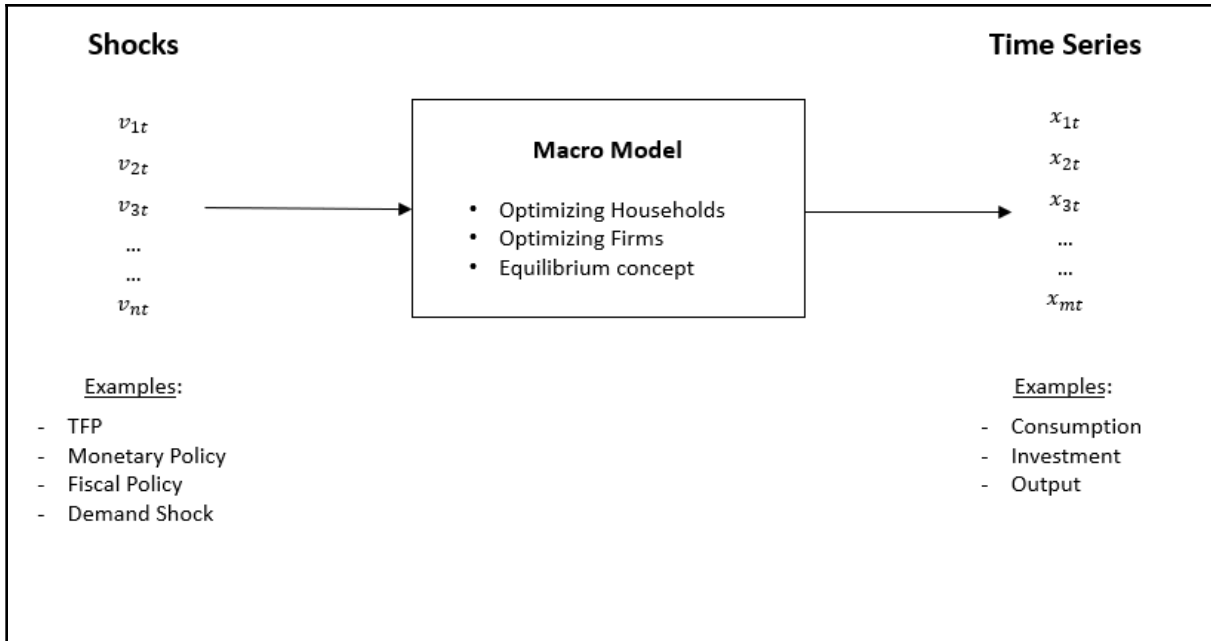 Shocks
v1t
v2t
v3t
...
...
vnt
Examples:
- TFP
- Monetary Policy
- Fiscal Policy
- Demand Shock
Macro Model
• Optimizing Households
• Optimizing Firms
• Equilibrium concept
Time Series
x1t
x2t
x3t
...
...
xmt
Examples:
- Consumption
- Investment
- Output